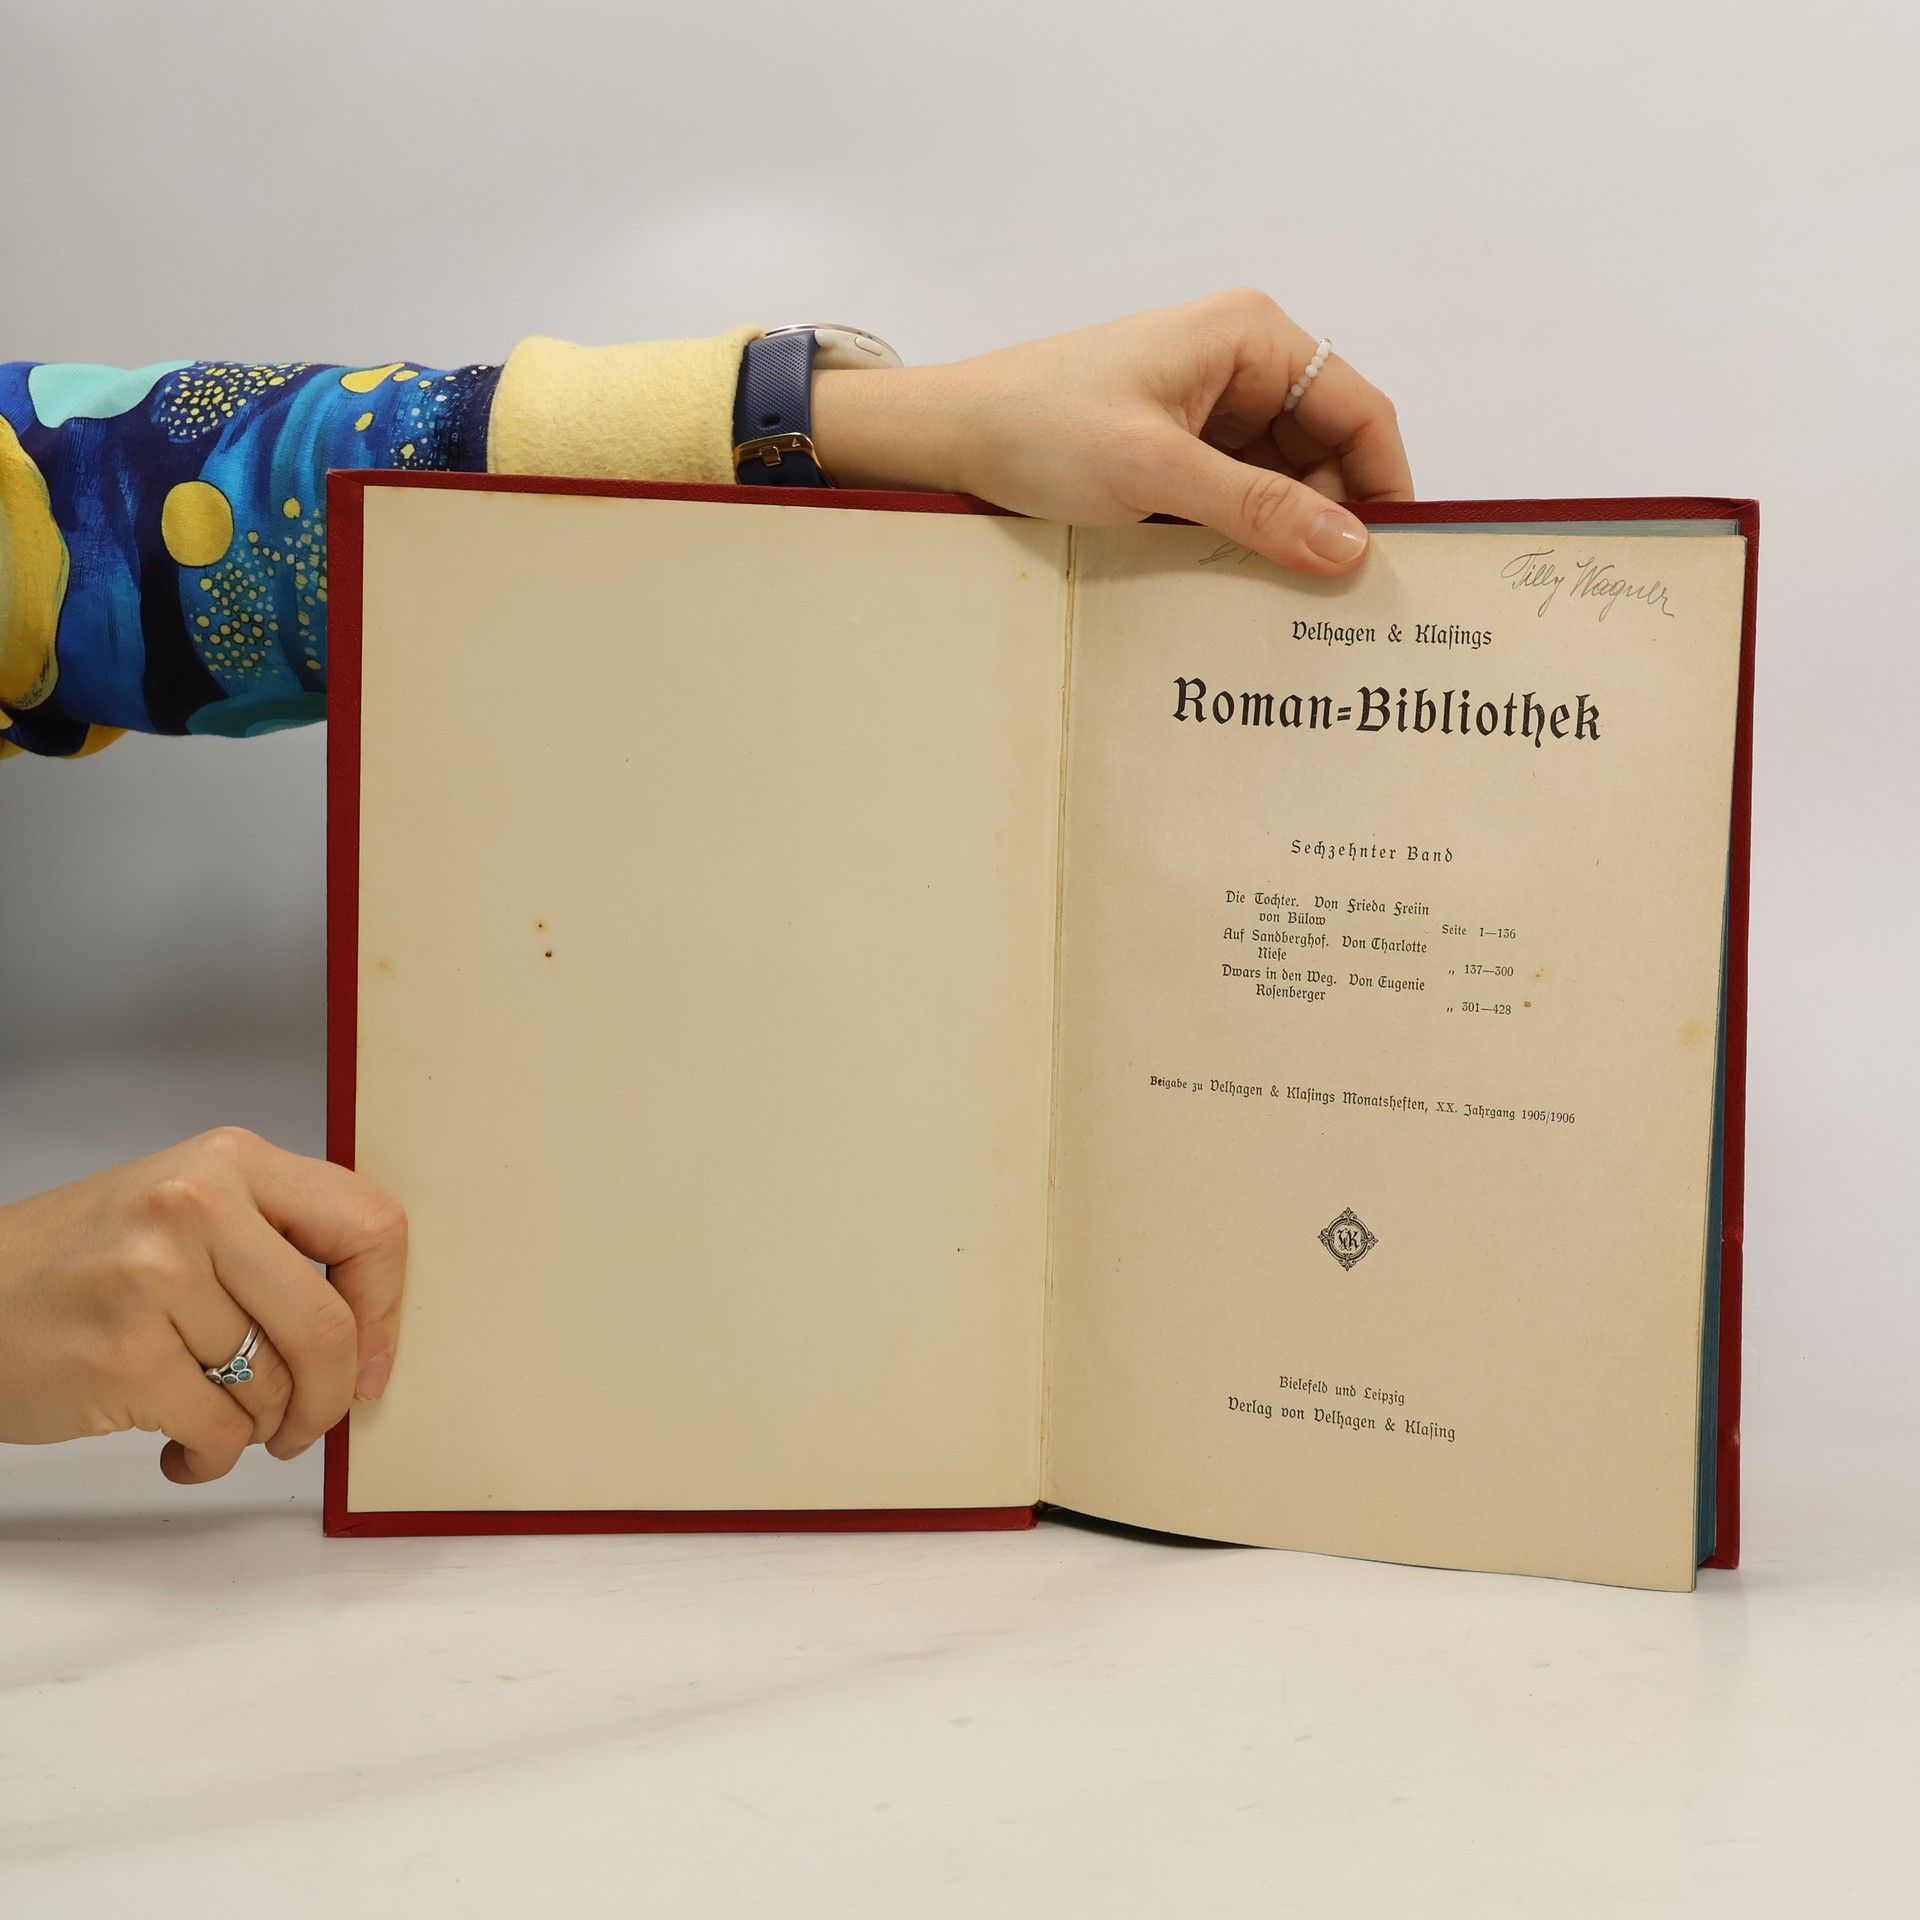 Tilly Wagner
Velhagen & Klaſings
Roman=Bibliothek
Sechzehnter Band
Die Tochter. Von Frieda Freiin
von Bülow
Seite 1—136
Auf Sandberghof. Von Charlotte
Nieſe
„ 137—300
Dwars in den Weg. Von Eugenie
Roſenberger
„ 301—428
Beigabe zu Velhagen & Klaſings Monatsheften, XX. Jahrgang 1905/1906
VK
Bielefeld und Leipzig
Verlag von Velhagen & Klaſing